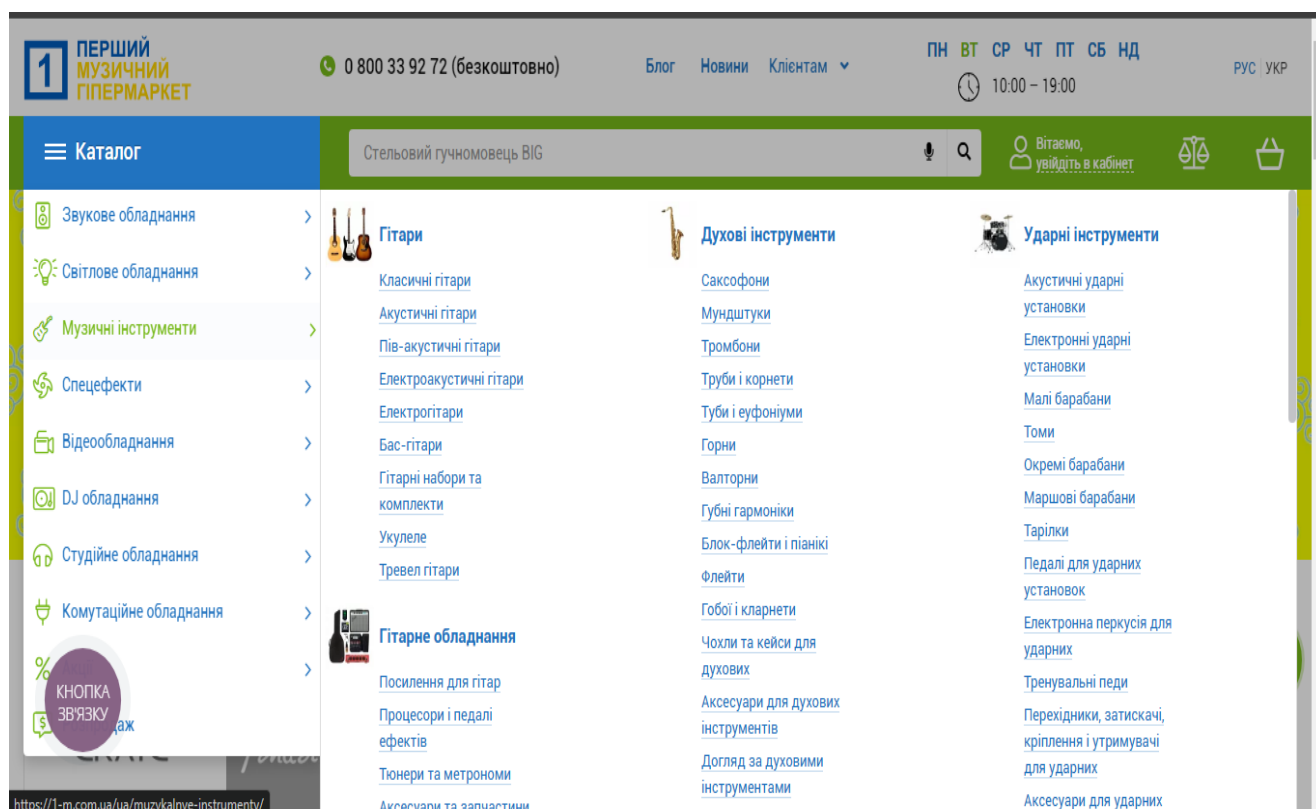 1 ПЕРШИЙ
МУЗИЧНИЙ
ГІПЕРМАРКЕТ
0 800 33 92 72 (безкоштовно)
Блог Новини Клієнтам
ПН ВТ СР ЧТ ПТ СБ НД
10:00 – 19:00
РУС | УКР
Каталог
Стельовий гучномовець BIG
Вітаємо,
увійдіть в кабінет
Звукове обладнання
Світлове обладнання
Музичні інструменти
Спецефекти
Відеообладнання
DJ обладнання
Студійне обладнання
Комутаційне обладнання
КНОПКА
ЗВ'ЯЗКУ
Гітари
Класичні гітари
Акустичні гітари
Пів-акустичні гітари
Електроакустичні гітари
Електрогітари
Бас-гітари
Гітарні набори та
комплекти
Укулеле
Тревел гітари
Гітарне обладнання
Посилення для гітар
Процесори і педалі
ефектів
Тюнери та метрономи
Аксесуари та запчастини
Духові інструменти
Саксофони
Мундштуки
Тромбони
Труби і корнети
Туби і еуфоніуми
Горни
Валторни
Губні гармоніки
Блок-флейти і піанікі
Флейти
Гобої і кларнети
Чохли та кейси для
духових
Аксесуари для духових
інструментів
Догляд за духовими
інструментами
Ударні інструменти
Акустичні ударні
установки
Електронні ударні
установки
Малі барабани
Томи
Окремі барабани
Маршові барабани
Тарілки
Педалі для ударних
установок
Електронна перкусія для
ударних
Тренувальні педи
Перехідники, затискачі,
кріплення і утримувачі
для ударних
Аксесуари для ударних
https://1-m.com.ua/ua/muzykalnye-instrumenty/